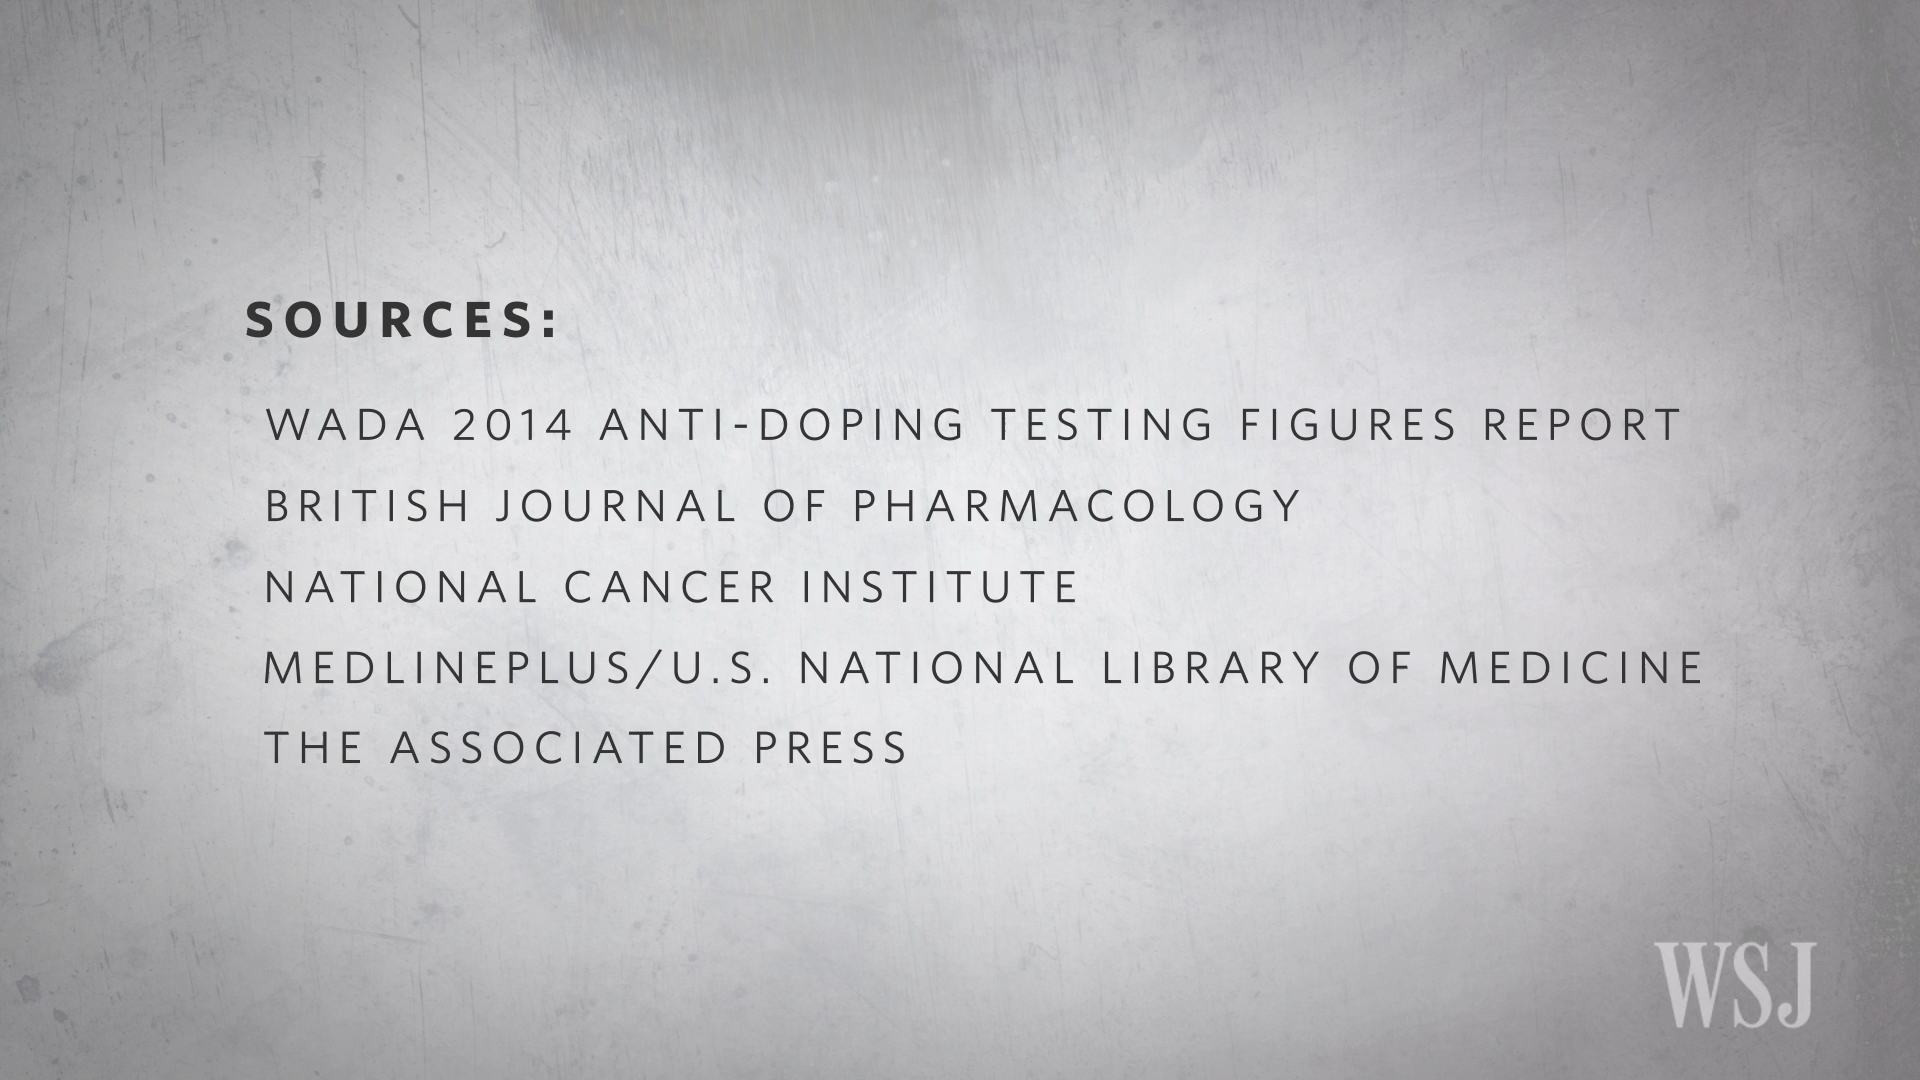 SOURCES:
WADA 2014 ANTI-DOPING TESTING FIGURES REPORT
BRITISH JOURNAL OF PHARMACOLOGY
NATIONAL CANCER INSTITUTE
MEDLINEPLUS/U.S. NATIONAL LIBRARY OF MEDICINE
THE ASSOCIATED PRESS
WSJ